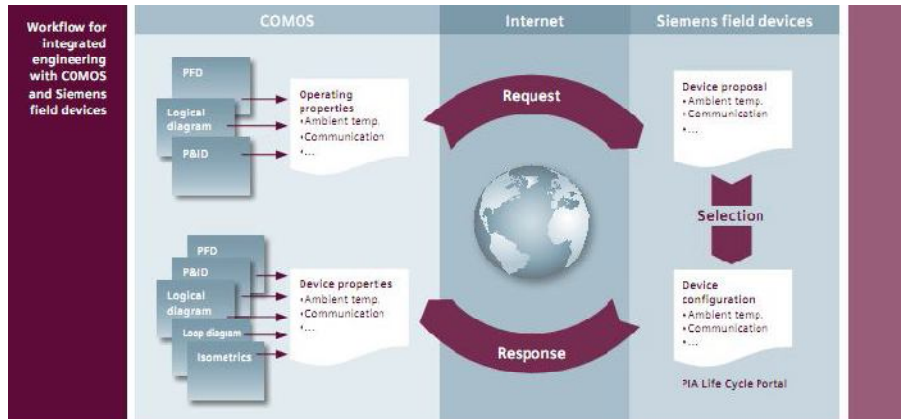 Workflow for
integrated
engineering
with COMOS
and Siemens
field devices
COMOS
Internet
Siemens field devices
PFD
Logical
diagram
P&ID
Operating
properties
•Ambient temp.
•Communication
•...
Request
Device proposal
•Ambient temp.
•Communication
•...
Selection
PFD
P&ID
Logical
diagram
Loop diagram
Isometrics
Device properties
•Ambient temp.
•Communication
•...
Response
Device
configuration
•Ambient temp.
•Communication
•...
PIA Life Cycle Portal